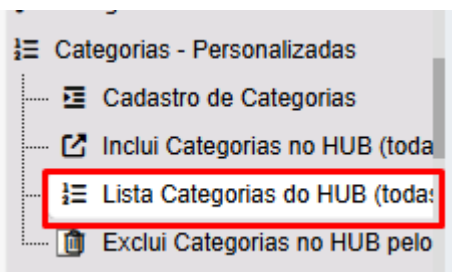 Categorias - Personalizadas
Cadastro de Categorias
Inclui Categorias no HUB (toda
Lista Categorias do HUB (todas
Exclui Categorias no HUB pelo